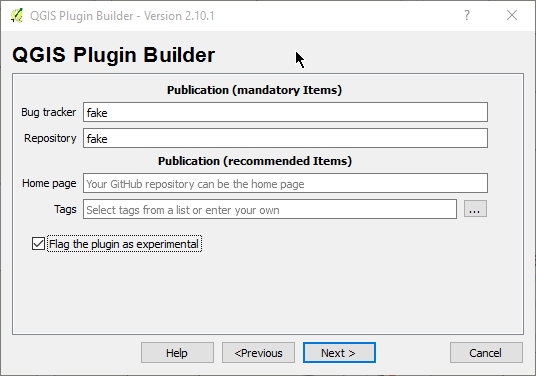 QGIS Plugin Builder - Version 2.10.1
QGIS Plugin Builder
Publication (mandatory Items)
Bug tracker fake
Repository fake
Publication (recommended Items)
Home page Your GitHub repository can be the home page
Tags Select tags from a list or enter your own ...
Flag the plugin as experimental
Help <Previous Next > Cancel